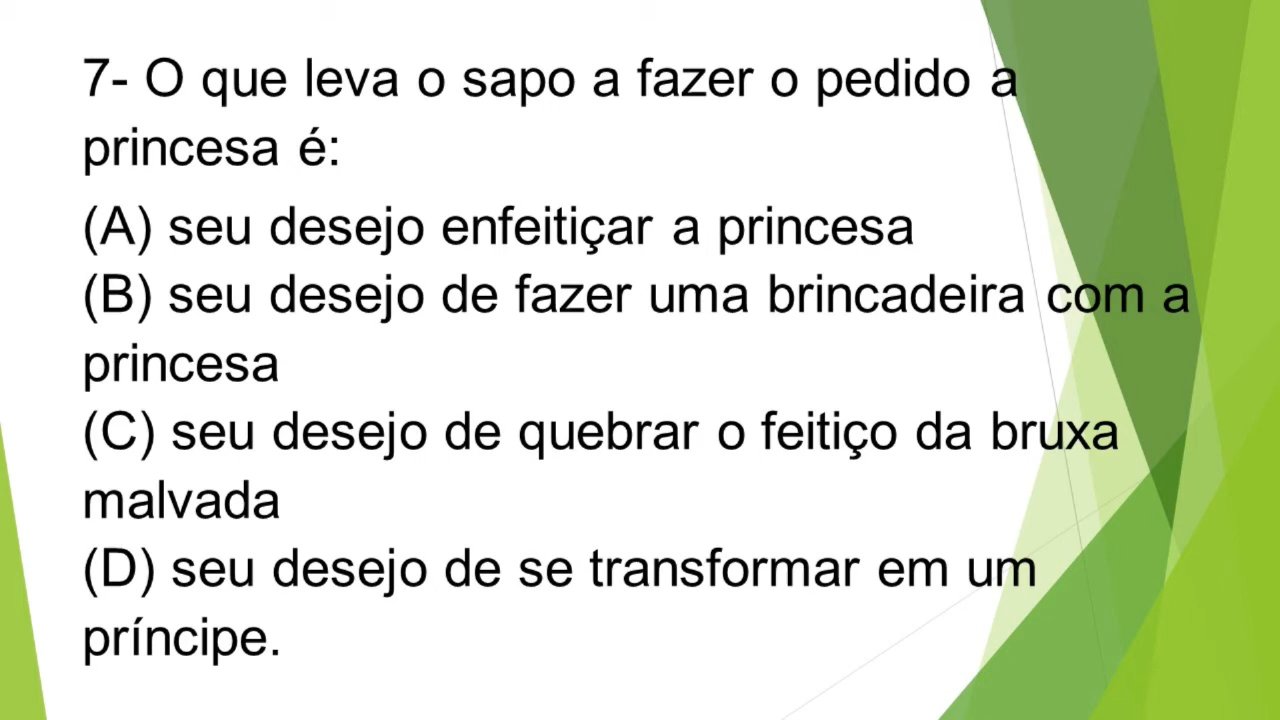 7- O que leva o sapo a fazer o pedido a
princesa é:
(A) seu desejo enfeitiçar a princesa
(B) seu desejo de fazer uma brincadeira com a
princesa
(C) seu desejo de quebrar o feitiço da bruxa
malvada
(D) seu desejo de se transformar em um
príncipe.